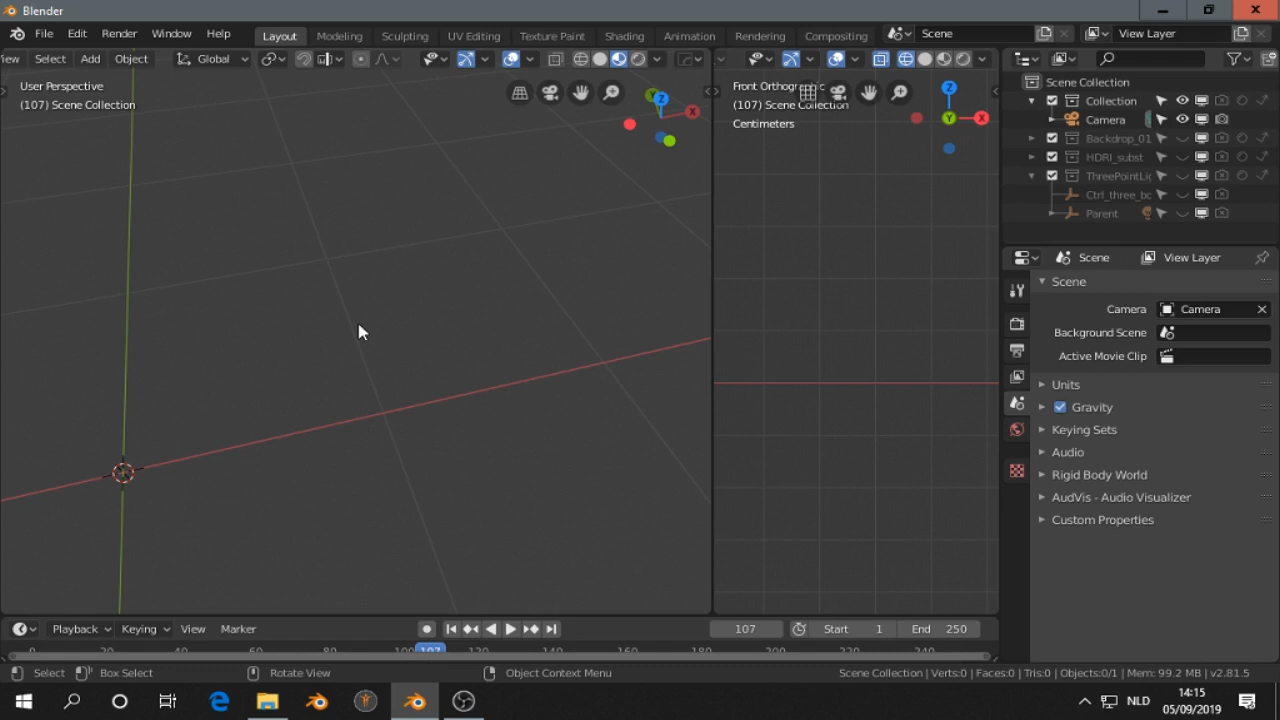 Blender
File Edit Render Window Help Layout Modeling Sculpting UV Editing Texture Paint Shading Animation Rendering Compositing Scene View Layer
iew Select Add Object Global
User Perspective
(107) Scene Collection
Front Orthographic
(107) Scene Collection
Centimeters
Scene Collection
Collection
Camera
Backdrop_01
HDRI_subst
ThreePointLi
Ctrl_three_bc
Parent
Scene View Layer
Scene
Camera Camera
Background Scene
Active Movie Clip
Units
Gravity
Keying Sets
Audio
Rigid Body World
AudVis - Audio Visualizer
Custom Properties
Playback Keying View Marker 107 Start 1 End 250
0 20 40 60 80 100 107 120 140 160 180 200 220 240
Select Box Select Rotate View Object Context Menu Scene Collection | Verts:0 | Faces:0 | Tris:0 | Objects:0/1 | Mem: 99.2 MB | v2.81.5
NLD 14:15
05/09/2019